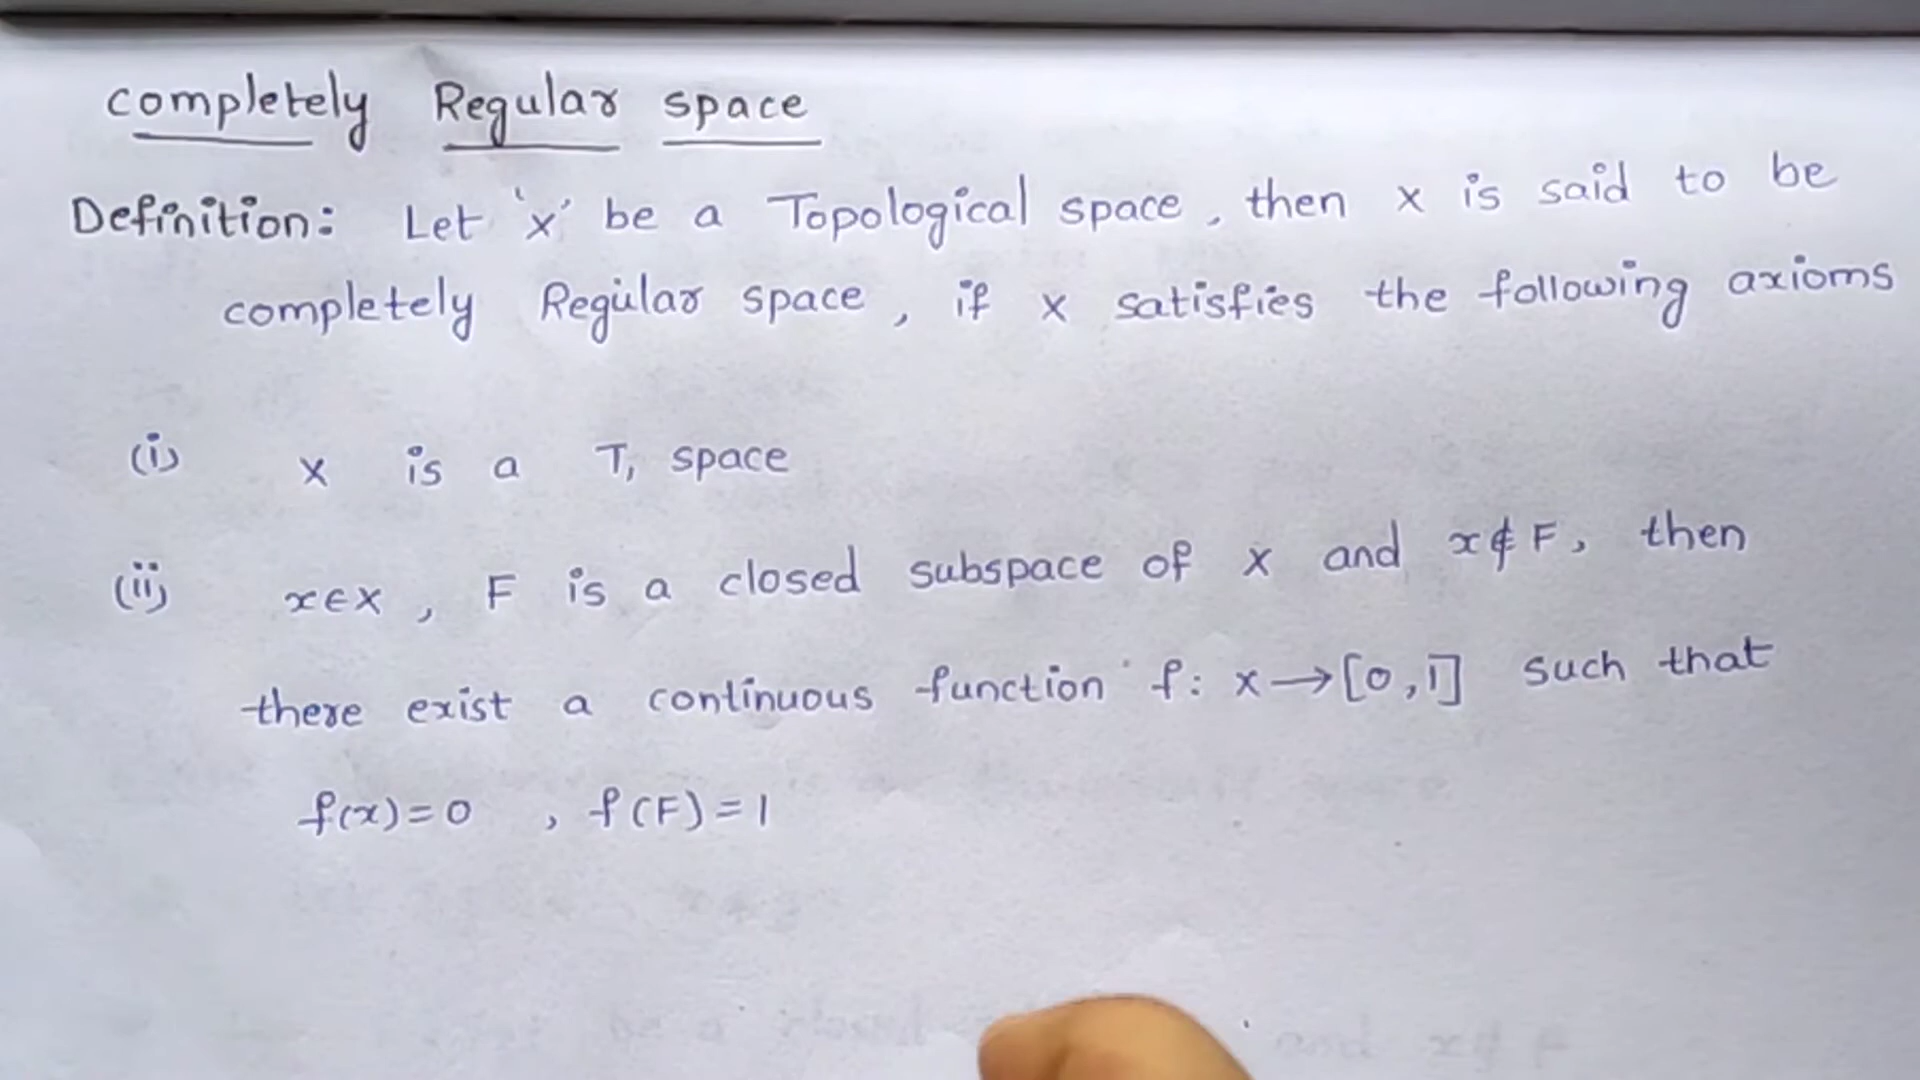 completely Regular space
Definition: Let 'x' be a Topological space, then x is said to be
completely Regular space, if x satisfies the following axioms
(i) x is a T₁ space
(ii) x∈X, F is a closed subspace of x and x∉F, then
there exist a continuous function f: x→[0,1] such that
f(x)=0 , f(F)=1